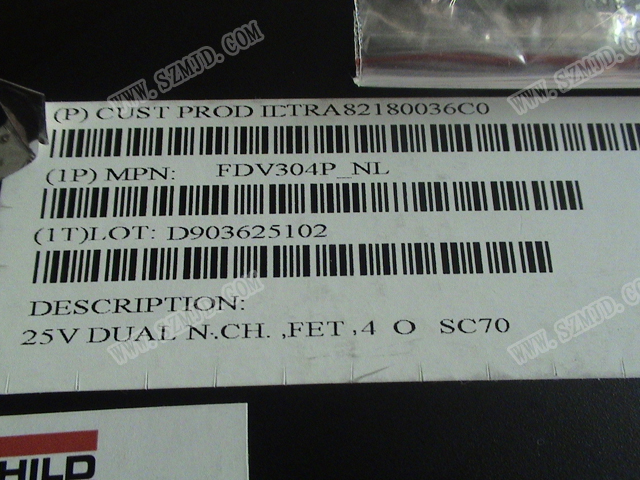 WWW.SZMJD.COM
WWW.SZMJD.COM
(P) CUST PROD IILTRA82180036C0
(1P) MPN: FDV304P_NL
(1T)LOT: D903625102
DESCRIPTION:
25V DUAL N-.CH. ,FET ,4 O SC70
WWW.SZMJD.COM
WWW.SZMJD.COM
HILD